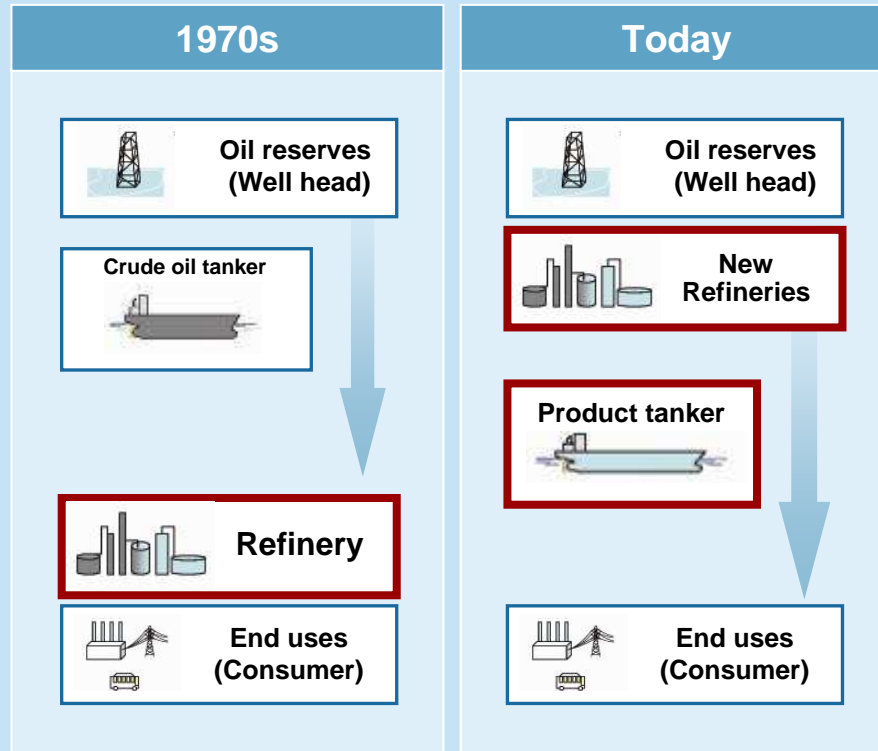 1970s
Oil reserves
(Well head)
Crude oil tanker
Refinery
End uses
(Consumer)
Today
Oil reserves
(Well head)
New
Refineries
Product tanker
End uses
(Consumer)